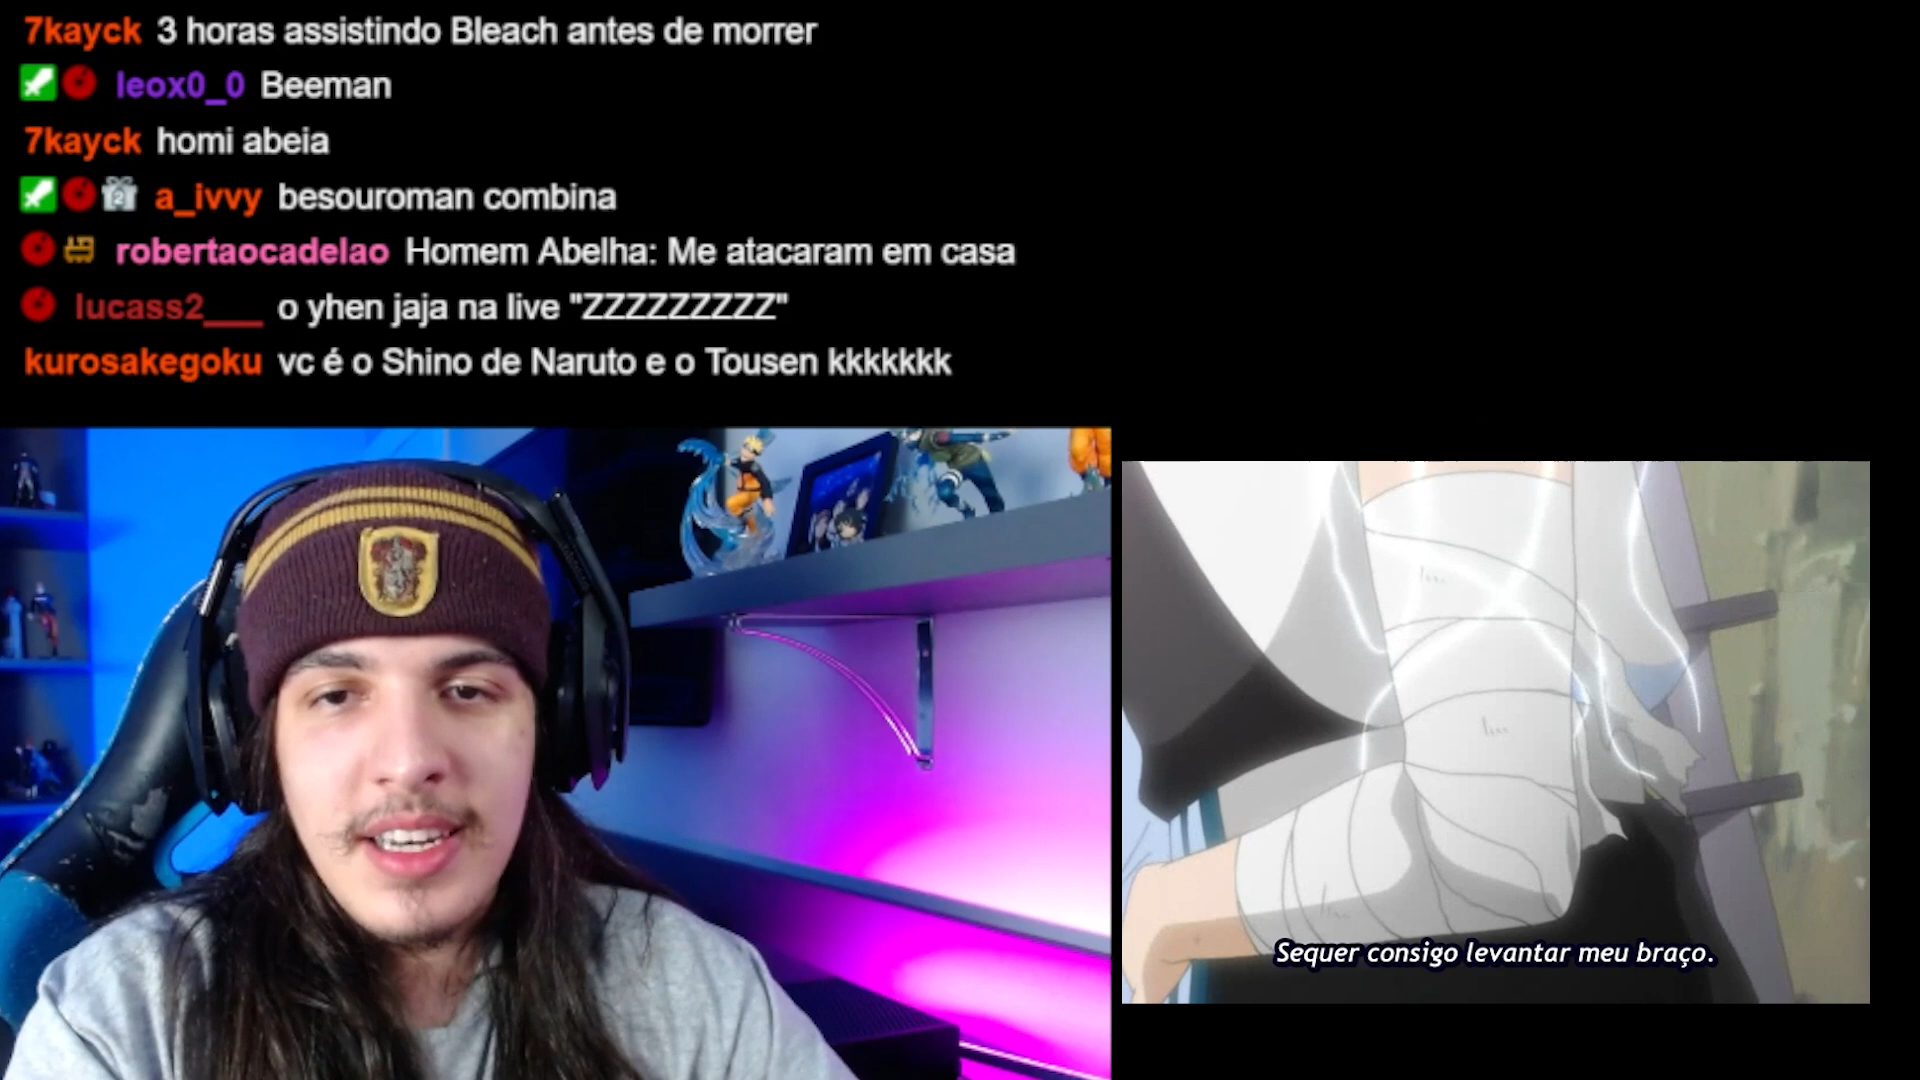 7kayck 3 horas assistindo Bleach antes de morrer
leox0_0 Beeman
7kayck homi abeia
2 a_ivvy besouroman combina
robertaocadelao Homem Abelha: Me atacaram em casa
lucass2___ o yhen jaja na live "ZZZZZZZZZ"
kurosakegoku vc é o Shino de Naruto e o Tousen kkkkkkk
Sequer consigo levantar meu braço.